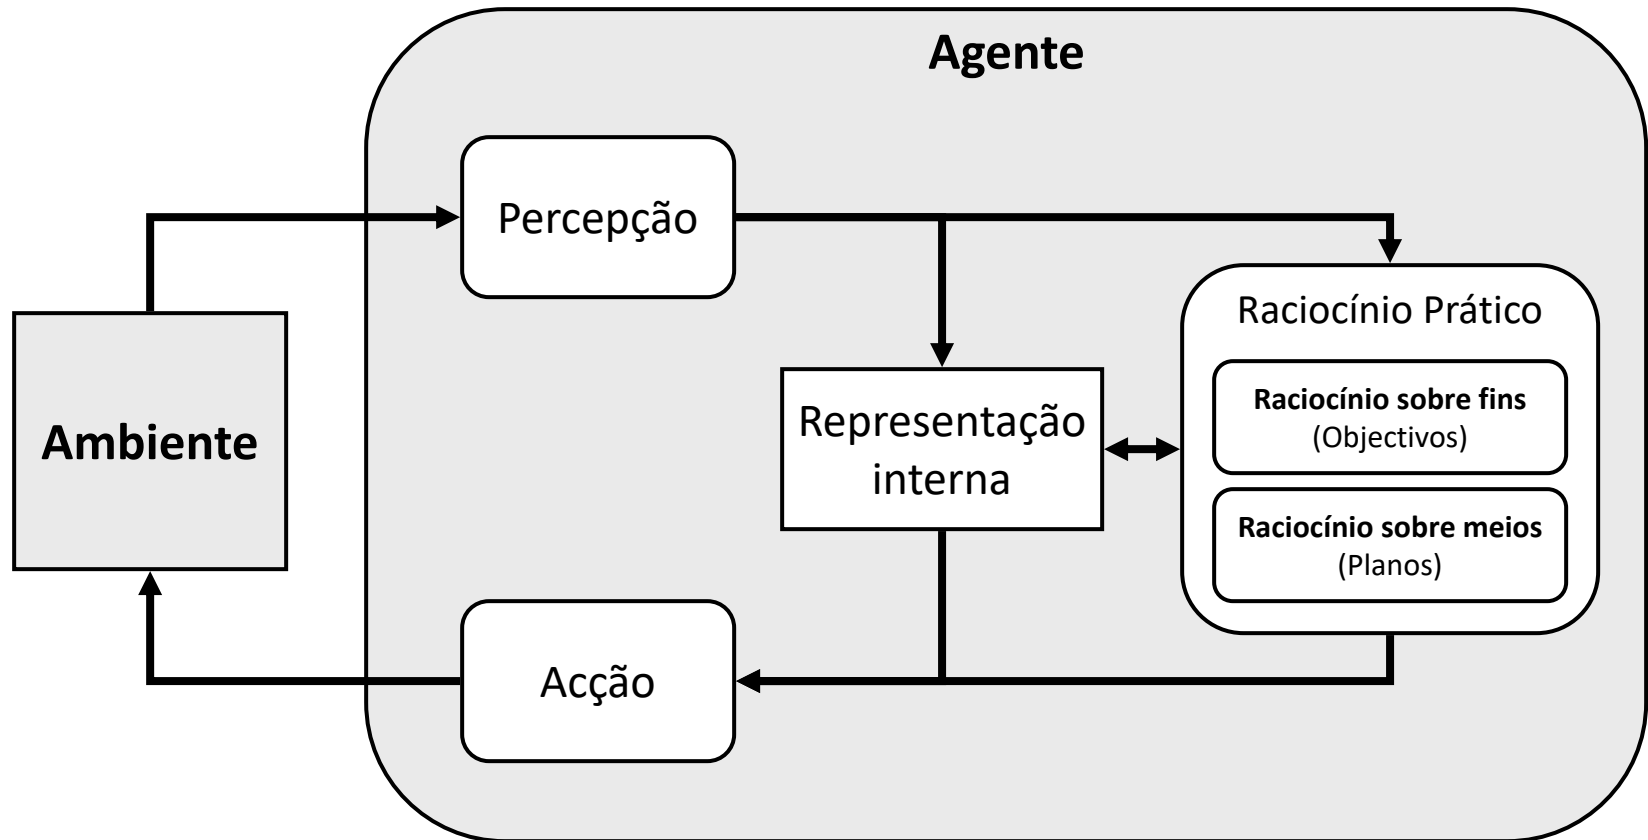 Agente
Percepção
Raciocínio Prático
Raciocínio sobre fins
(Objectivos)
Ambiente
Representação
interna
Raciocínio sobre meios
(Planos)
Acção